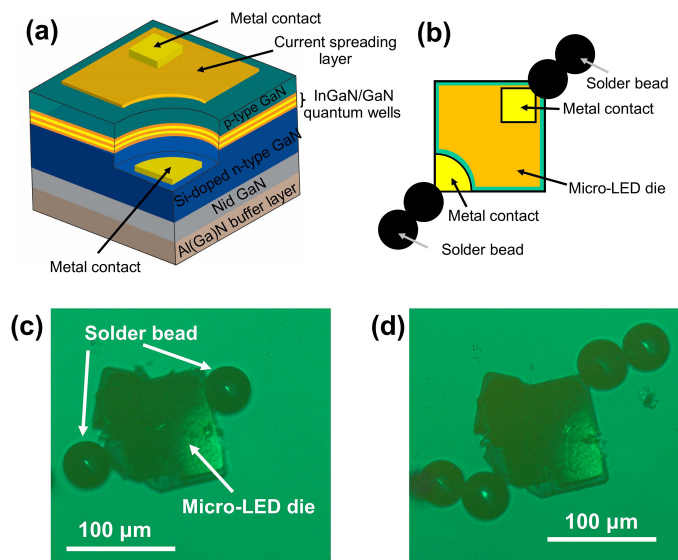 (a)
Metal contact
Current spreading
layer
p-type GaN
InGaN/GaN
quantum wells
Si-doped n-type GaN
Nid GaN
Al(Ga)N buffer layer
Metal contact
(b)
Solder bead
Metal contact
Micro-LED die
Metal contact
Solder bead
(c)
Solder bead
Micro-LED die
100 µm
(d)
100 µm